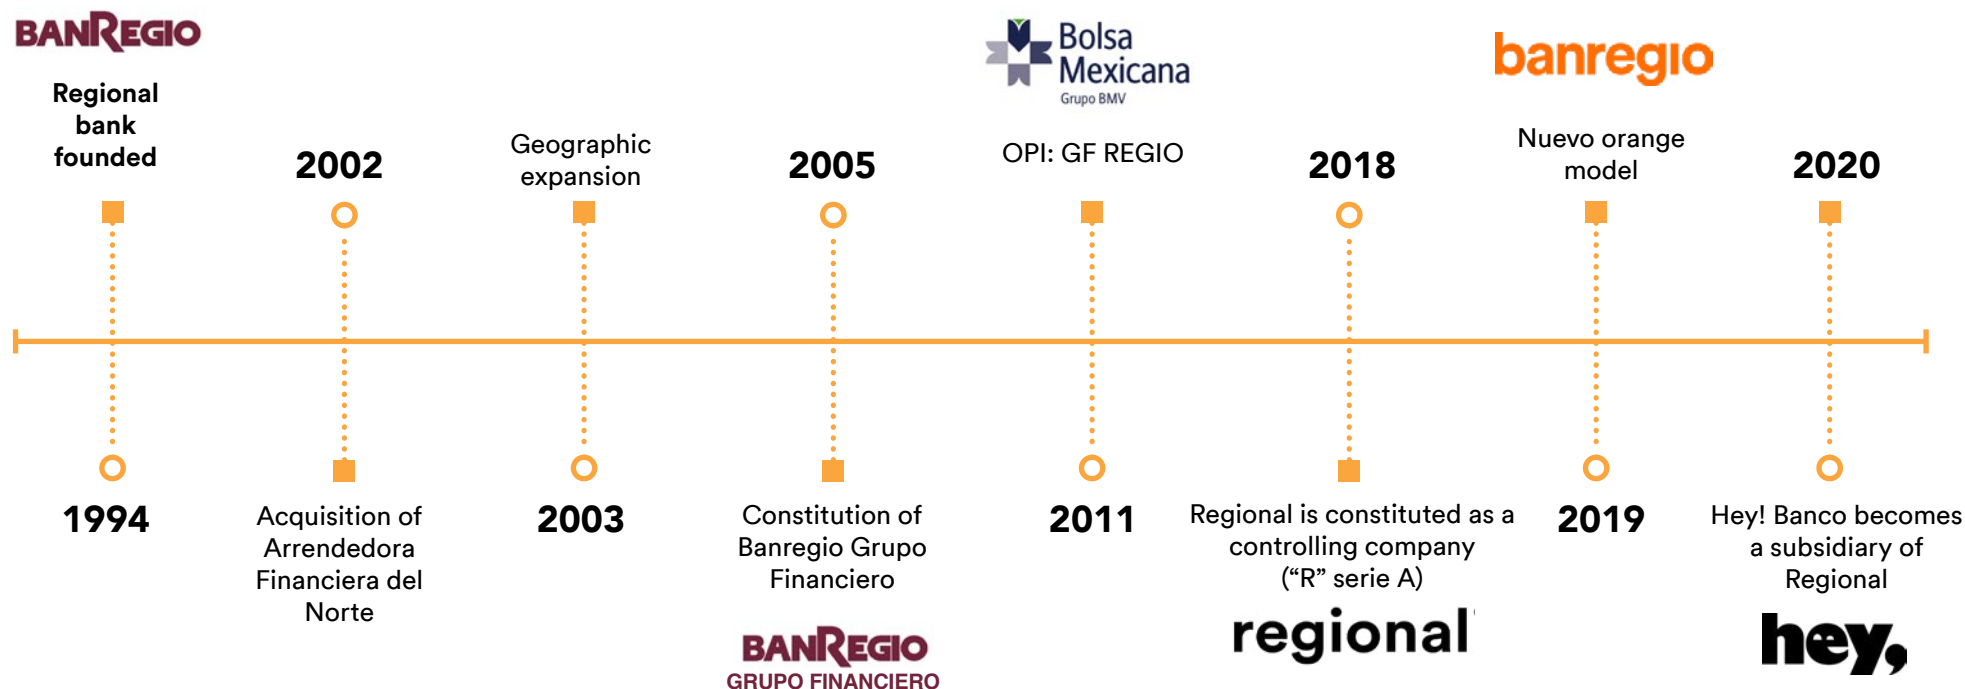 BANREGIO
Regional
bank
founded
1994
2002
Acquisition of
Arrendedora
Financiera del
Norte
Geographic
expansion
2003
2005
Constitution of
Banregio Grupo
Financiero
BANREGIO
GRUPO FINANCIERO
Bolsa
Mexicana
Grupo BMV
OPI: GF REGIO
2011
2018
Regional is constituted as a
controlling company
(“R” serie A)
regional
banregio
Nuevo orange
model
2019
2020
Hey! Banco becomes
a subsidiary of
Regional
hey,